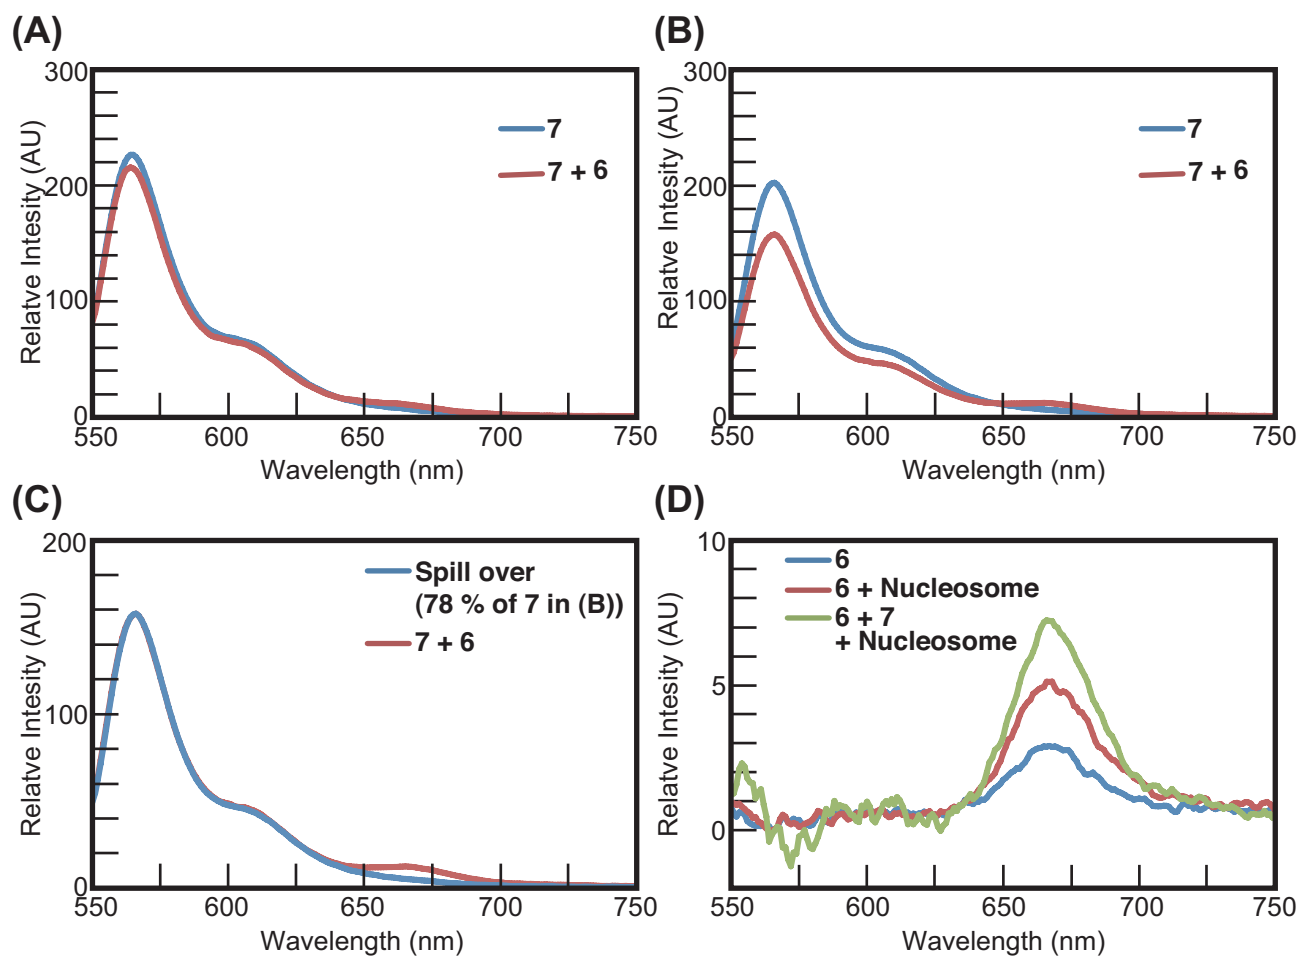 (A)
300
200
100
0
Relatve Intesity (AU)
7
7 + 6
550
600
650
700
750
Wavelength (nm)
(B)
300
200
100
0
Relatve Intesity (AU)
7
7 + 6
550
600
650
700
750
Wavelength (nm)
(C)
200
100
0
Relatve Intesity (AU)
Spill over
(78 % of 7 in (B))
7 + 6
550
600
650
700
750
Wavelength (nm)
(D)
10
5
0
Relatve Intesity (AU)
6
6 + Nucleosome
6 + 7
+ Nucleosome
550
600
650
700
750
Wavelength (nm)